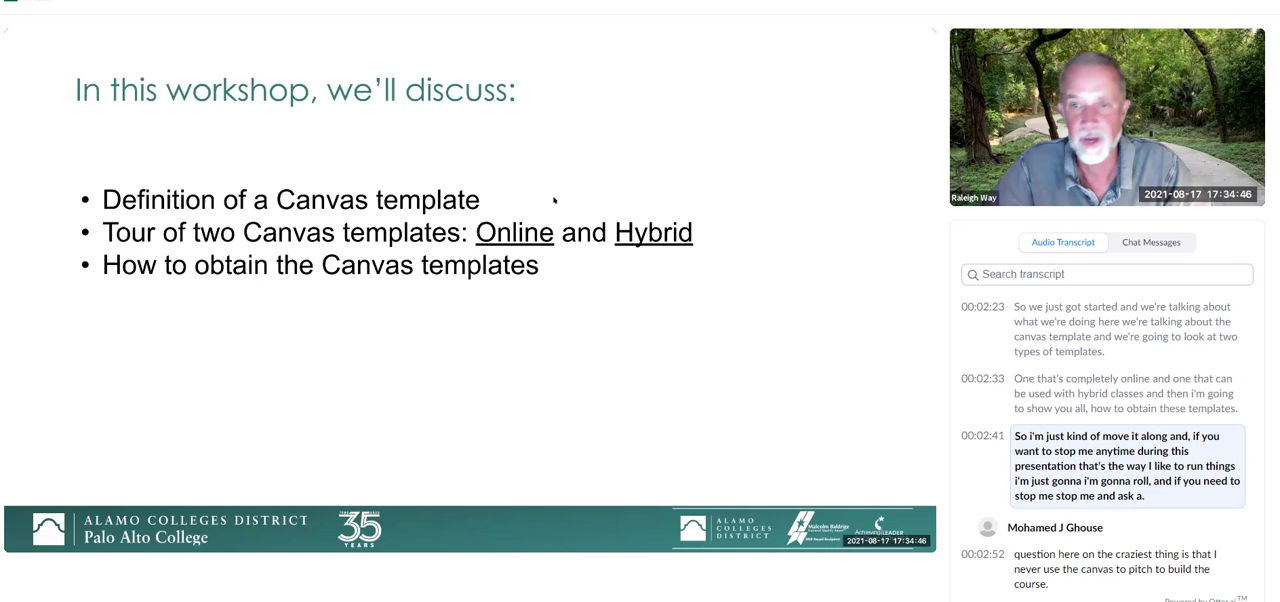 In this workshop, we'll discuss:
• Definition of a Canvas template
• Tour of two Canvas templates: Online and Hybrid
• How to obtain the Canvas templates
ALAMO COLLEGES DISTRICT
Palo Alto College
35
YEARS
ALAMO
COLLEGES
DISTRICT
Malcolm Baldrige
Achieving LEADER
2021-08-17 17:34:46
Raleigh Way
2021-08-17 17:34:46
Audio Transcript
Chat Messages
Search transcript
00:02:23
So we just got started and we're talking about
what we're doing here we're talking about the
canvas template and we're going to look at two
types of templates.
00:02:33
One that's completely online and one that can
be used with hybrid classes and then i'm going
to show you all, how to obtain these templates.
00:02:41
So i'm just kind of move it along and, if you
want to stop me anytime during this
presentation that's the way I like to run things
i'm just gonna i'm gonna roll, and if you need to
stop me stop me and ask a.
Mohamed J Ghouse
00:02:52
question here on the craziest thing is that I
never use the canvas to pitch to build the
course.
Powered by Otter.ai TM